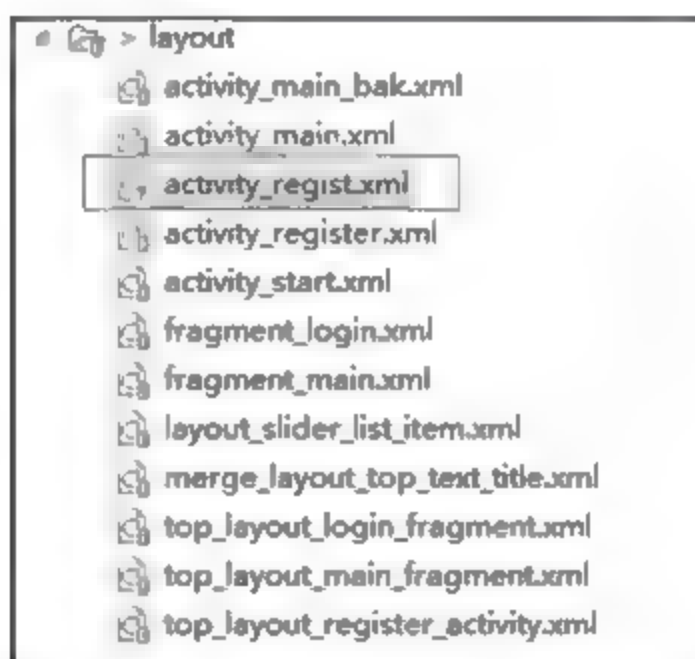 > layout
activity_main_bak.xml
activity_main.xml
activity_regist.xml
activity_register.xml
activity_start.xml
fragment_login.xml
fragment_main.xml
layout_slider_list_item.xml
merge_layout_top_text_title.xml
top_layout_login_fragment.xml
top_layout_main_fragment.xml
top_layout_register_activity.xml